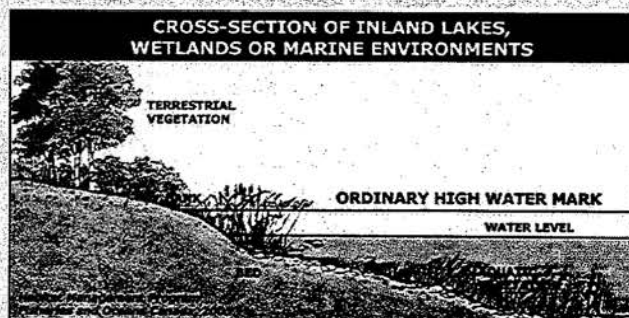 CROSS-SECTION OF INLAND LAKES,
WETLANDS OR MARINE ENVIRONMENTS
TERRESTRIAL
VEGETATION
ORDINARY HIGH WATER MARK
WATER LEVEL
BED